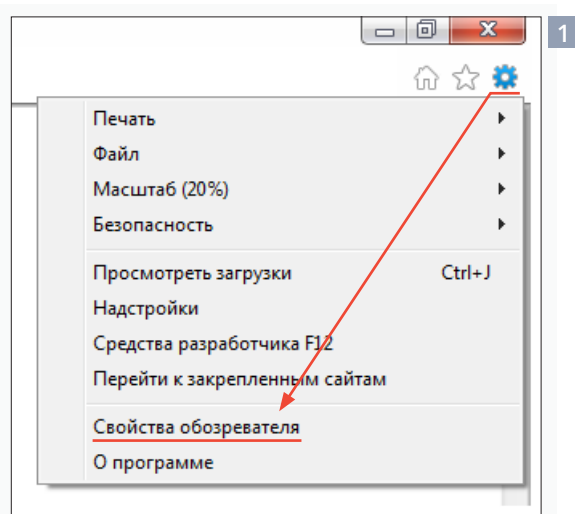 1
Печать
Файл
Масштаб (20%)
Безопасность
Просмотреть загрузки Ctrl+J
Надстройки
Средства разработчика F12
Перейти к закрепленным сайтам
Свойства обозревателя
О программе